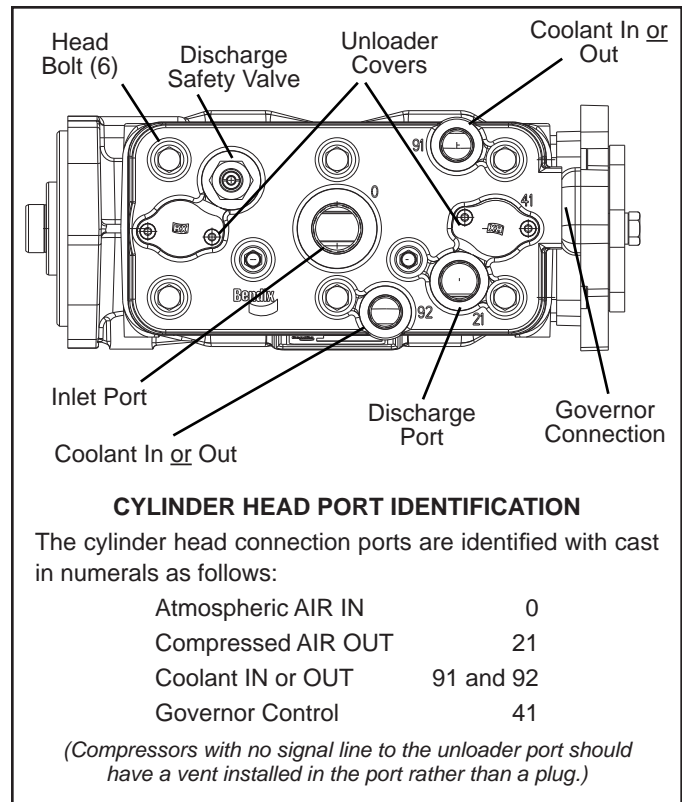 Head
Bolt (6)
Discharge
Safety Valve
Unloader
Covers
Coolant In or
Out
91
0
41
Bendix
92
21
Inlet Port
Discharge
Port
Governor
Connection
Coolant In or Out
CYLINDER HEAD PORT IDENTIFICATION
The cylinder head connection ports are identified with cast
in numerals as follows:
Atmospheric AIR IN 0
Compressed AIR OUT 21
Coolant IN or OUT 91 and 92
Governor Control 41
(Compressors with no signal line to the unloader port should
have a vent installed in the port rather than a plug.)